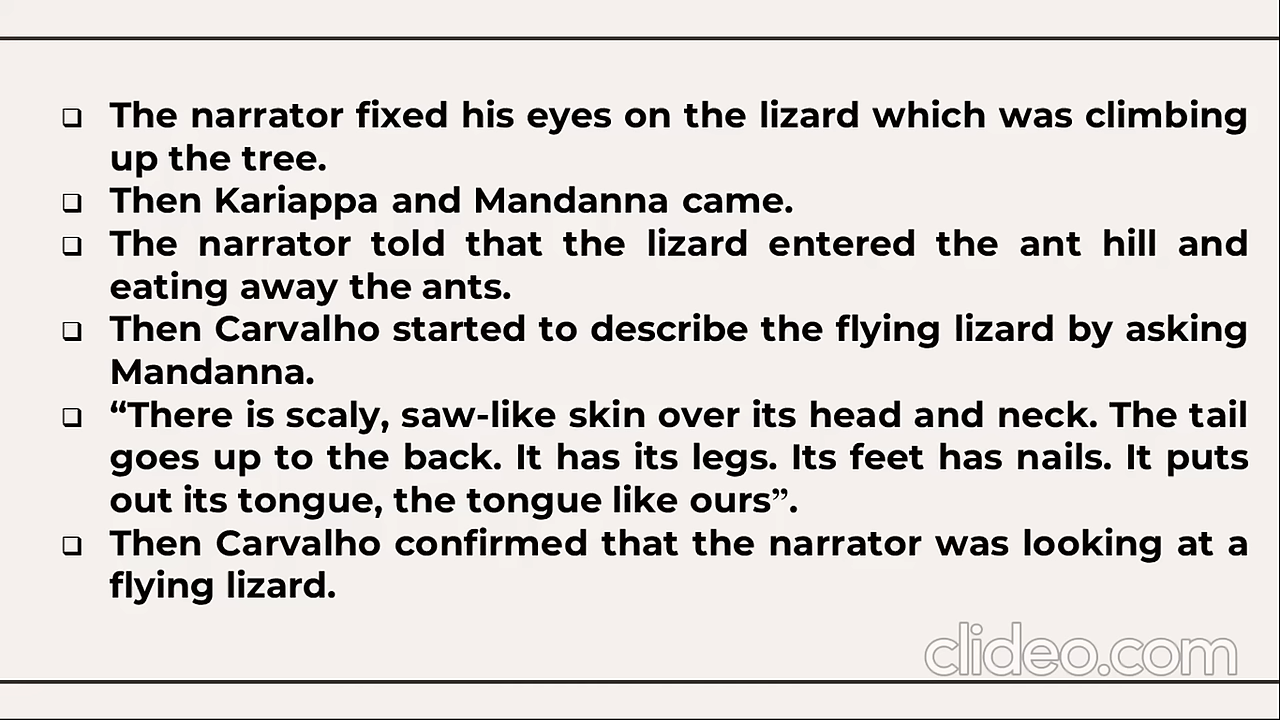 ❑ The narrator fixed his eyes on the lizard which was climbing
up the tree.
❑ Then Kariappa and Mandanna came.
❑ The narrator told that the lizard entered the ant hill and
eating away the ants.
❑ Then Carvalho started to describe the flying lizard by asking
Mandanna.
❑ “There is scaly, saw-like skin over its head and neck. The tail
goes up to the back. It has its legs. Its feet has nails. It puts
out its tongue, the tongue like ours”.
❑ Then Carvalho confirmed that the narrator was looking at a
flying lizard.
clideo.com